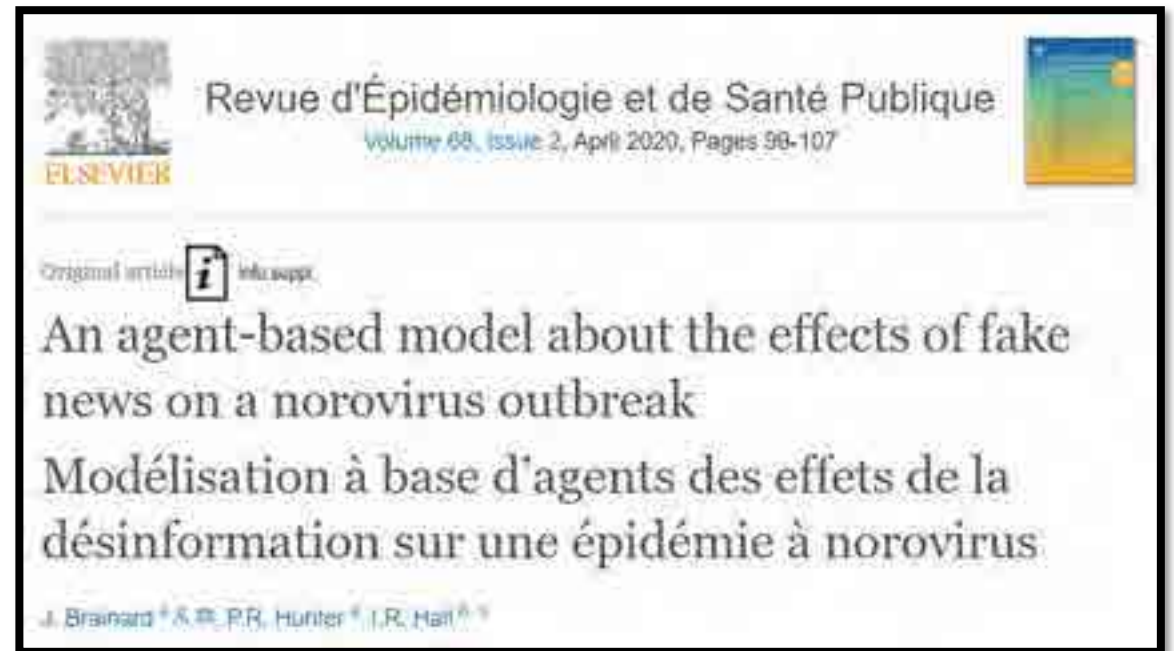 Revue d'Épidémiologie et de Santé Publique
Volume 68, Issue 2, April 2020, Pages 99-107
ELSEVIER
Original article i info suppl.
An agent-based model about the effects of fake
news on a norovirus outbreak
Modélisation à base d'agents des effets de la
désinformation sur une épidémie à norovirus
J. Brainard P.R. Hunter I.R. Hall